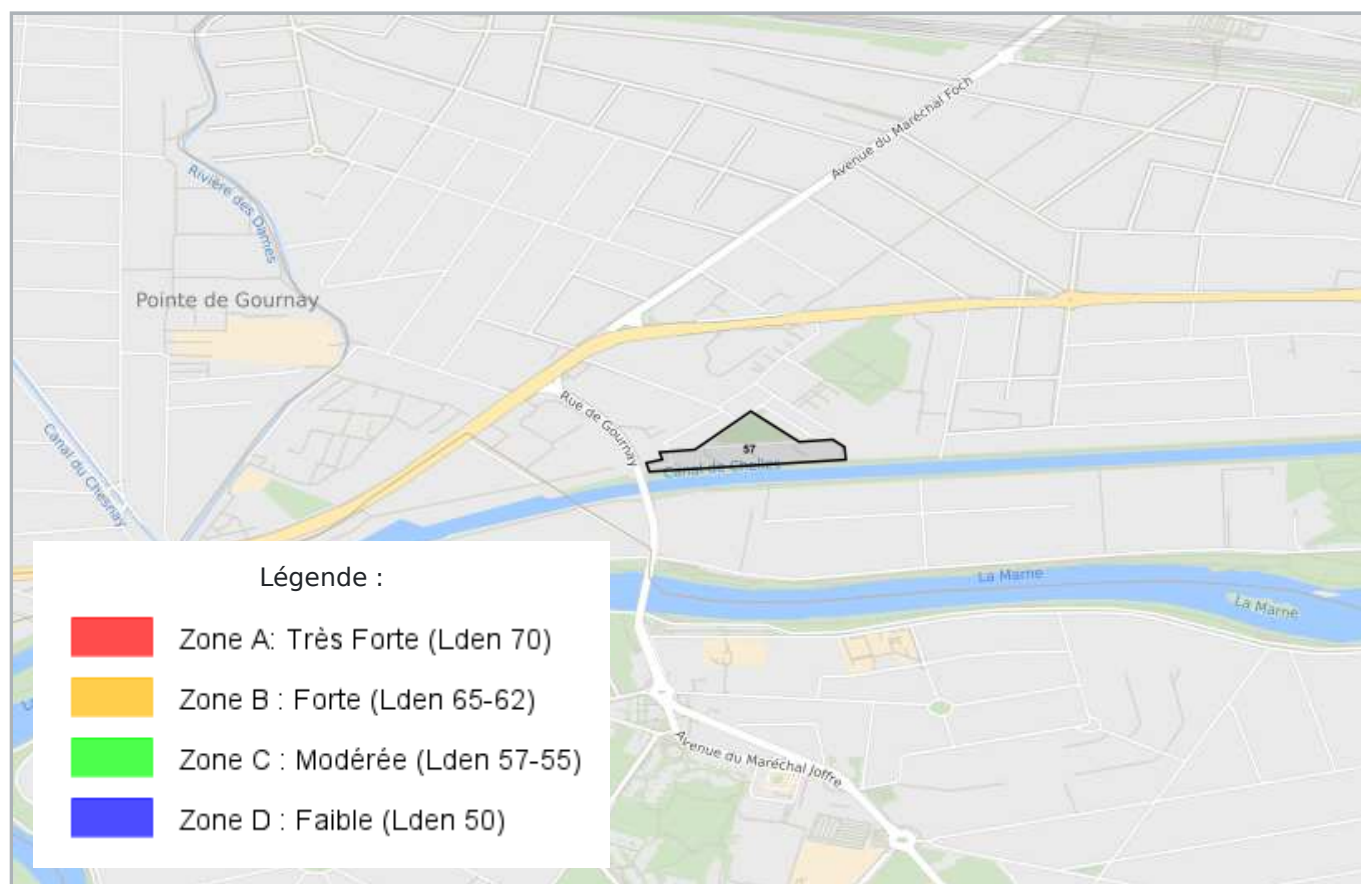 Avenue du Maréchal Foch
Rivière des Dames
Pointe de Gournay
Rue de Gournay
Canal du Chesnay
57
Canal de Chelles
La Marne
La Marne
Avenue du Maréchal Joffre
Légende :
Zone A: Très Forte (Lden 70)
Zone B : Forte (Lden 65-62)
Zone C : Modérée (Lden 57-55)
Zone D : Faible (Lden 50)